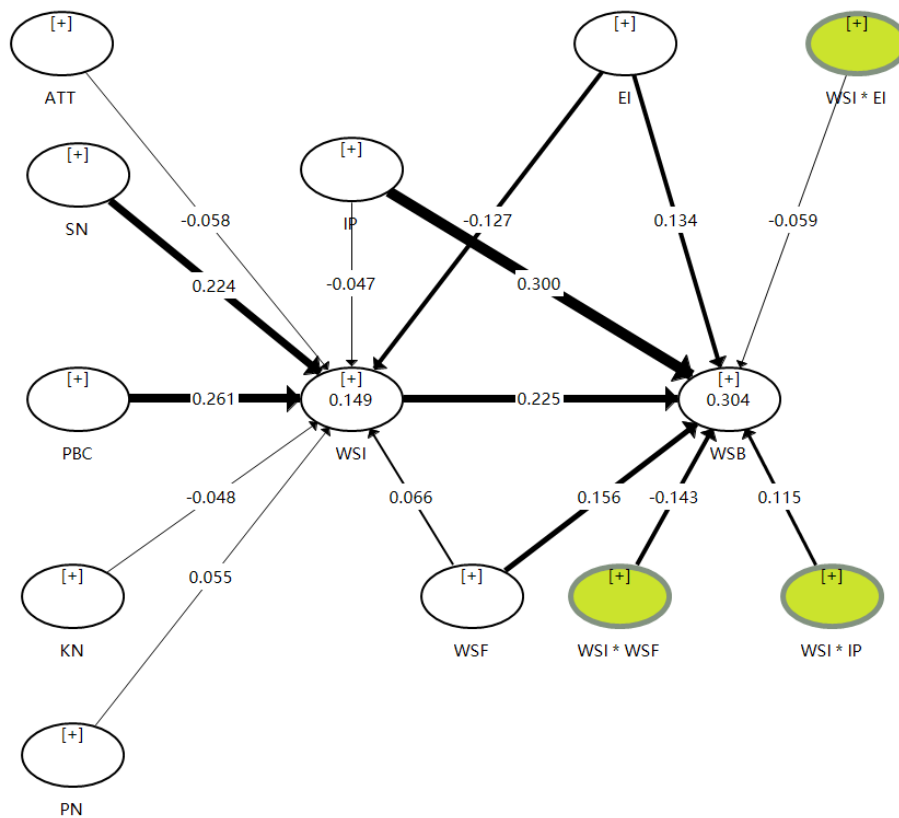 [+]
[+]
[+]
ATT
EI
WSI * EI
[+]
[+]
SN
IP
-0.058
-0.127
0.134
-0.059
0.224
-0.047
0.300
[+]
[+]
[+]
0.261
0.149
0.225
0.304
PBC
WSI
WSB
-0.048
0.066
0.156
-0.143
0.115
0.055
[+]
[+]
[+]
[+]
KN
WSF
WSI * WSF
WSI * IP
[+]
PN